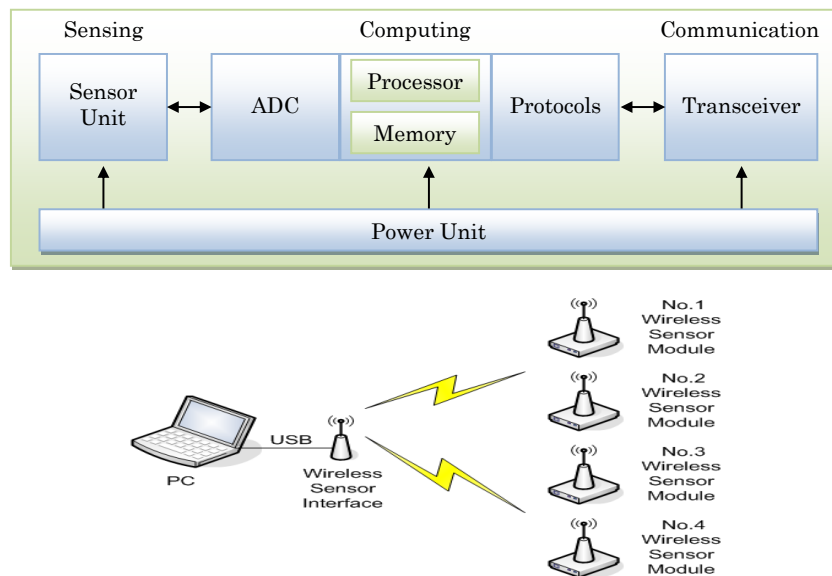 Sensing Computing Communication
Sensor
Unit
ADC
Processor
Memory
Protocols
Transceiver
Power Unit
No.1
Wireless
Sensor
Module
No.2
Wireless
Sensor
Module
USB
PC
Wireless
Sensor
Interface
No.3
Wireless
Sensor
Module
No.4
Wireless
Sensor
Module